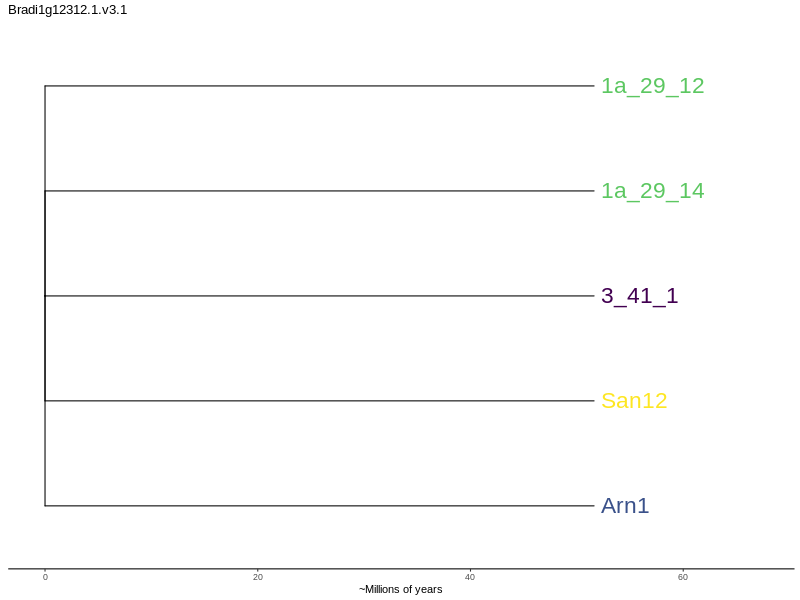 Bradi1g12312.1.v3.1
1a_29_12
1a_29_14
3_41_1
San12
Arn1
0 20 40 60
~Millions of years